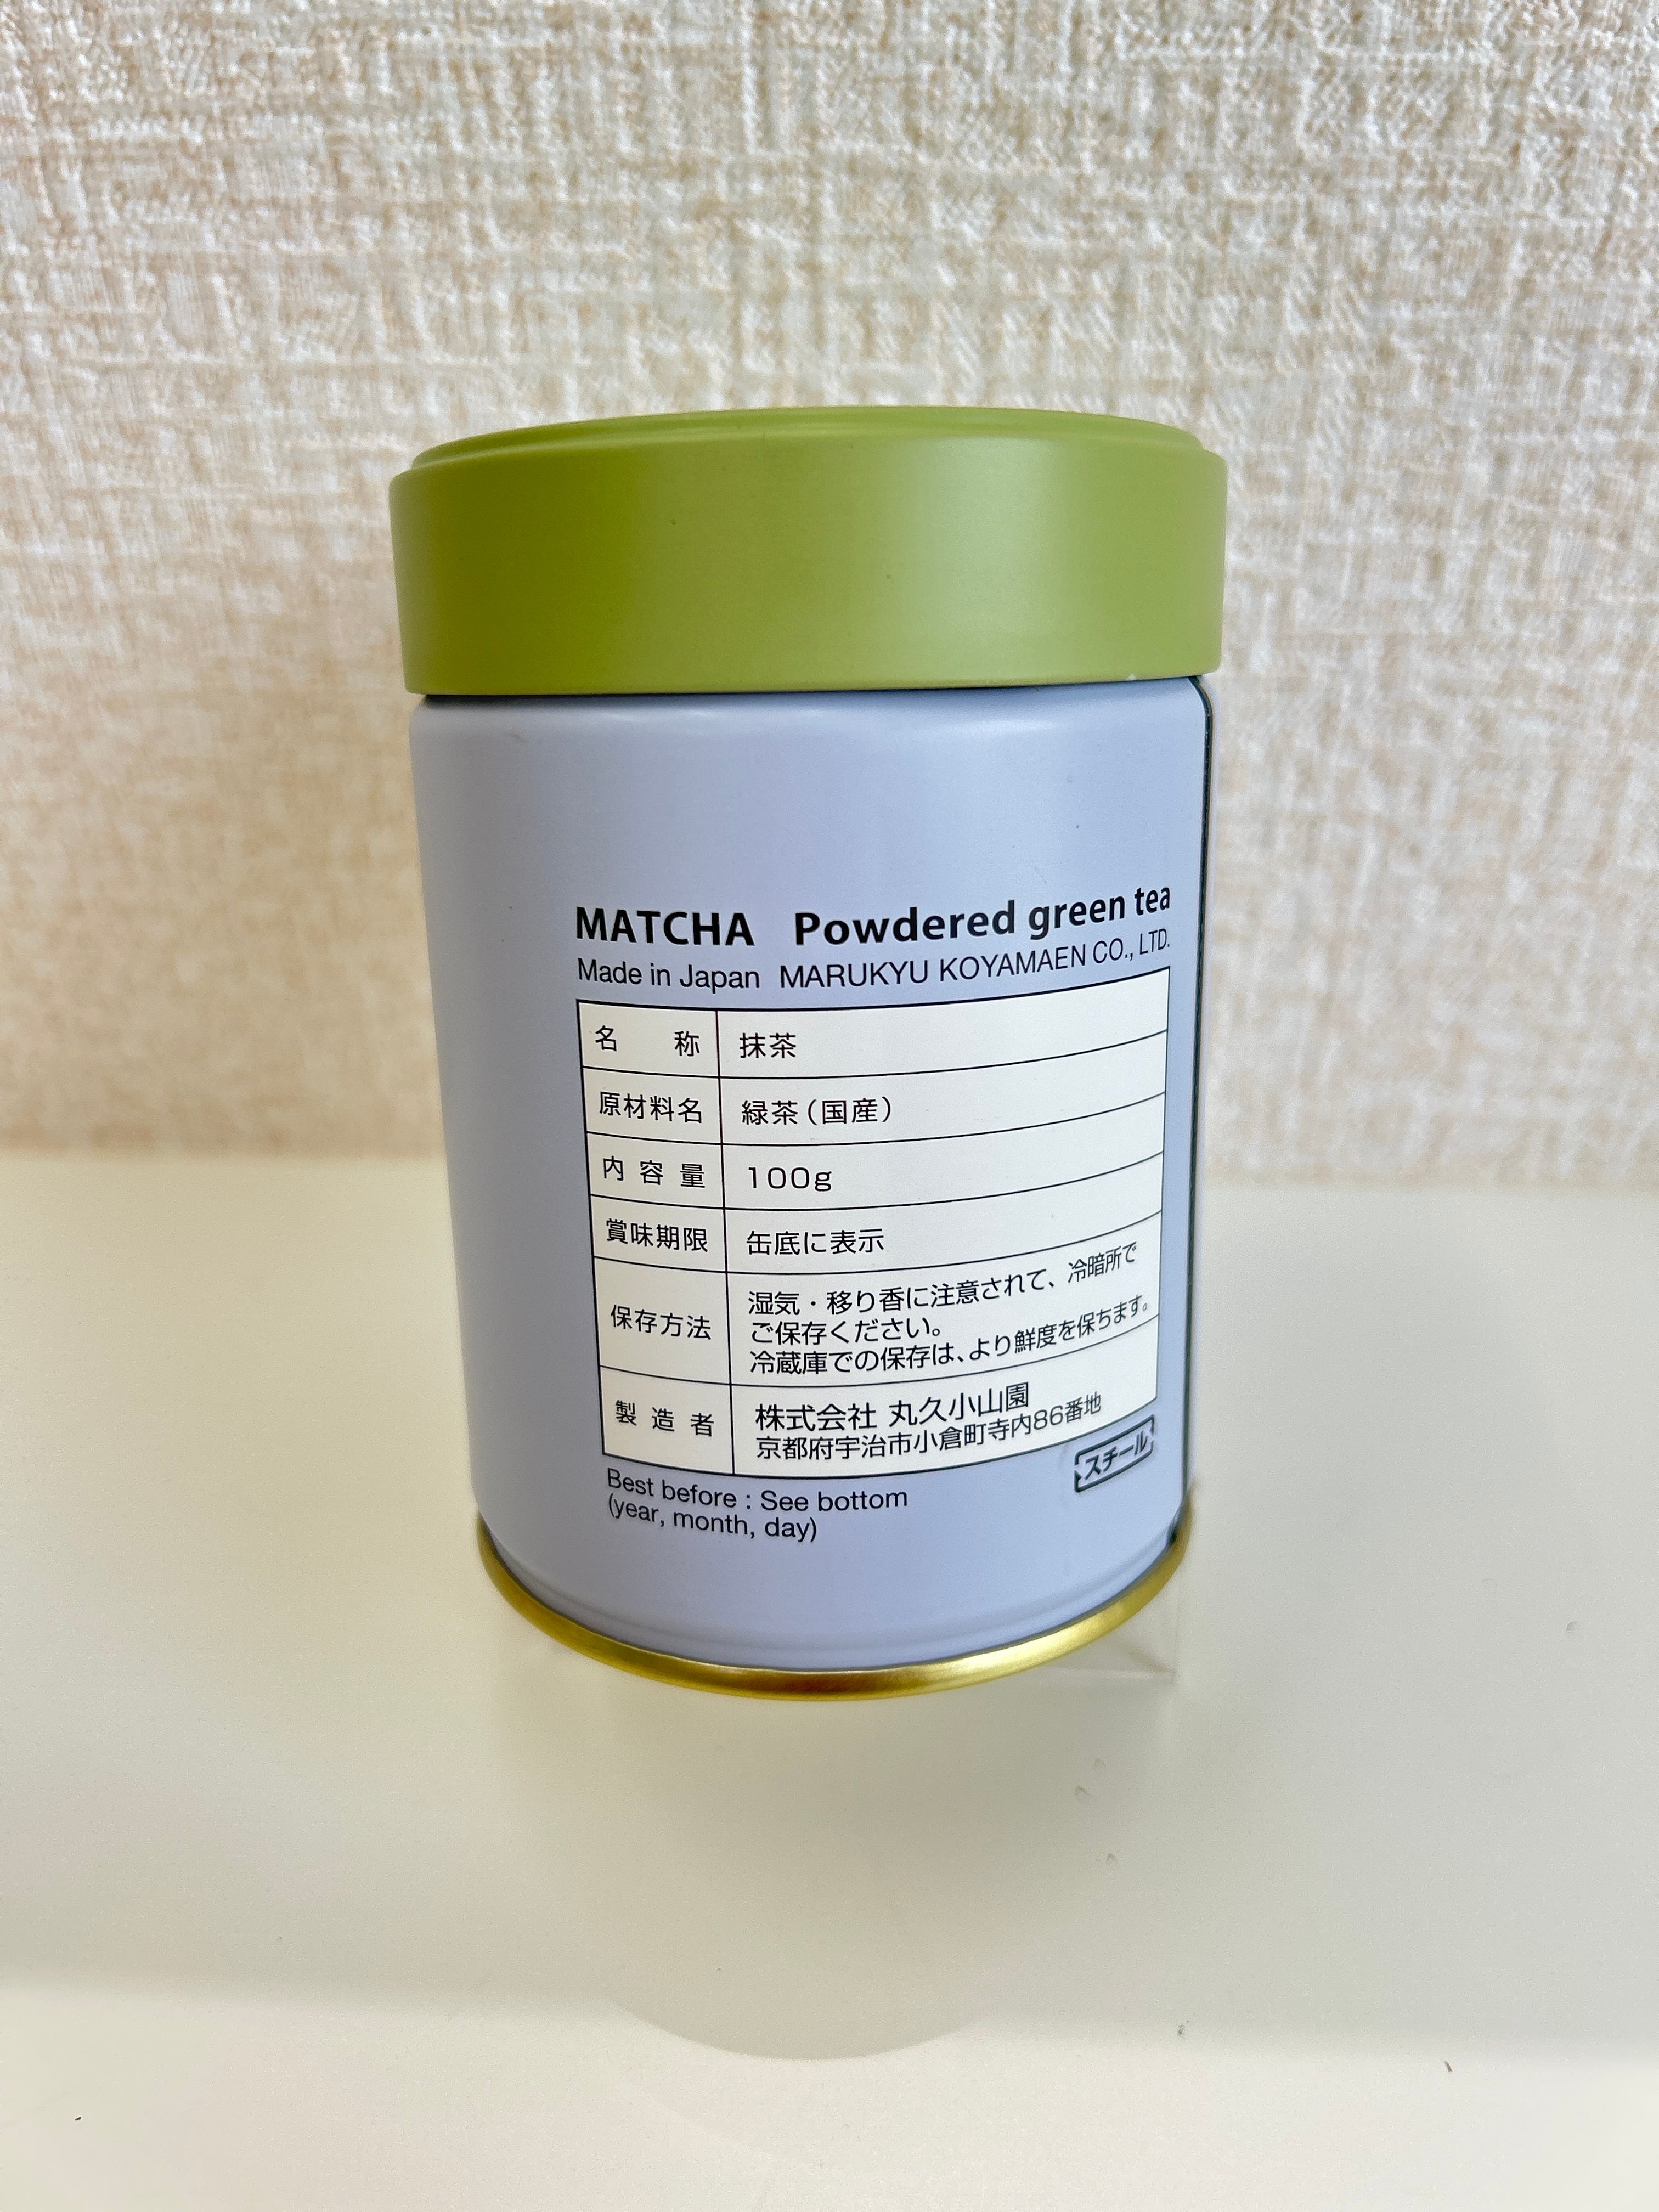 MATCHA Powdered green tea
Made in Japan MARUKYU KOYAMAEN CO., LTD.
名称 抹茶
原材料名 緑茶(国産)
内容量 100g
賞味期限 缶底に表示
保存方法 湿気・移り香に注意されて、冷暗所で
ご保存ください。
冷蔵庫での保存は、より鮮度を保ちます。
製造者 株式会社 丸久小山園
京都府宇治市小倉町寺内86番地
スチール
Best before : See bottom
(year, month, day)